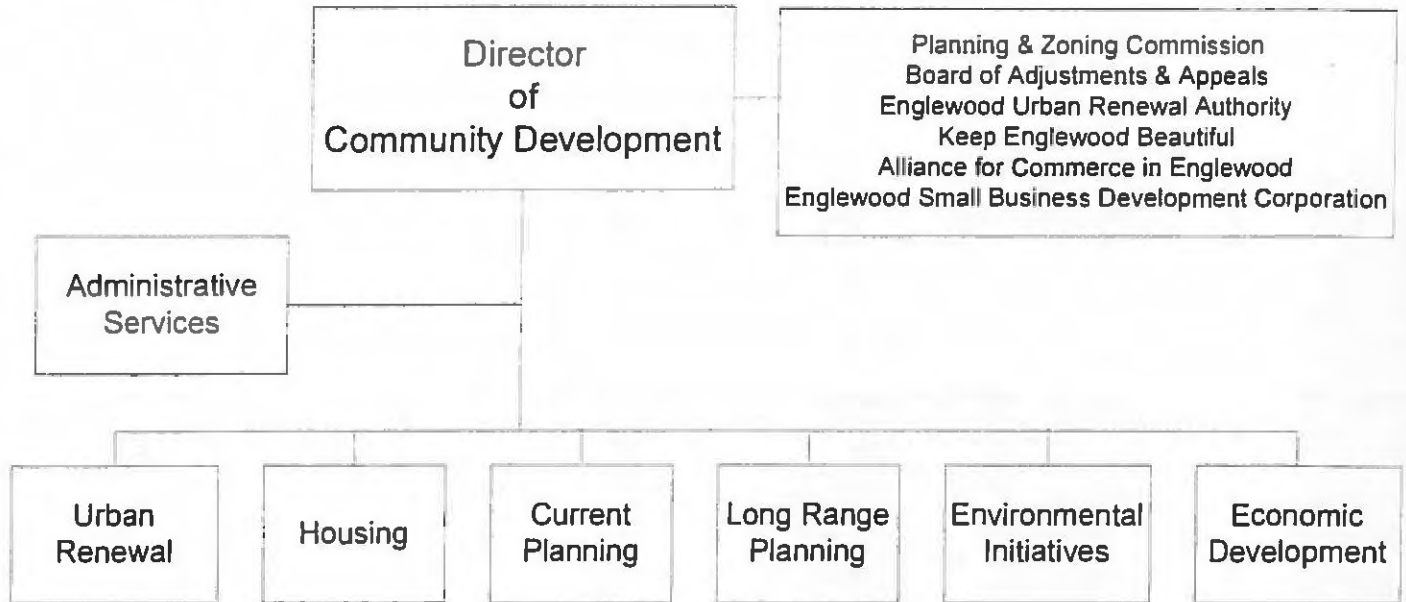 Director
of
Community Development
Planning & Zoning Commission
Board of Adjustments & Appeals
Englewood Urban Renewal Authority
Keep Englewood Beautiful
Alliance for Commerce in Englewood
Englewood Small Business Development Corporation
Administrative
Services
Urban
Renewal
Housing
Current
Planning
Long Range
Planning
Environmental
Initiatives
Economic
Development